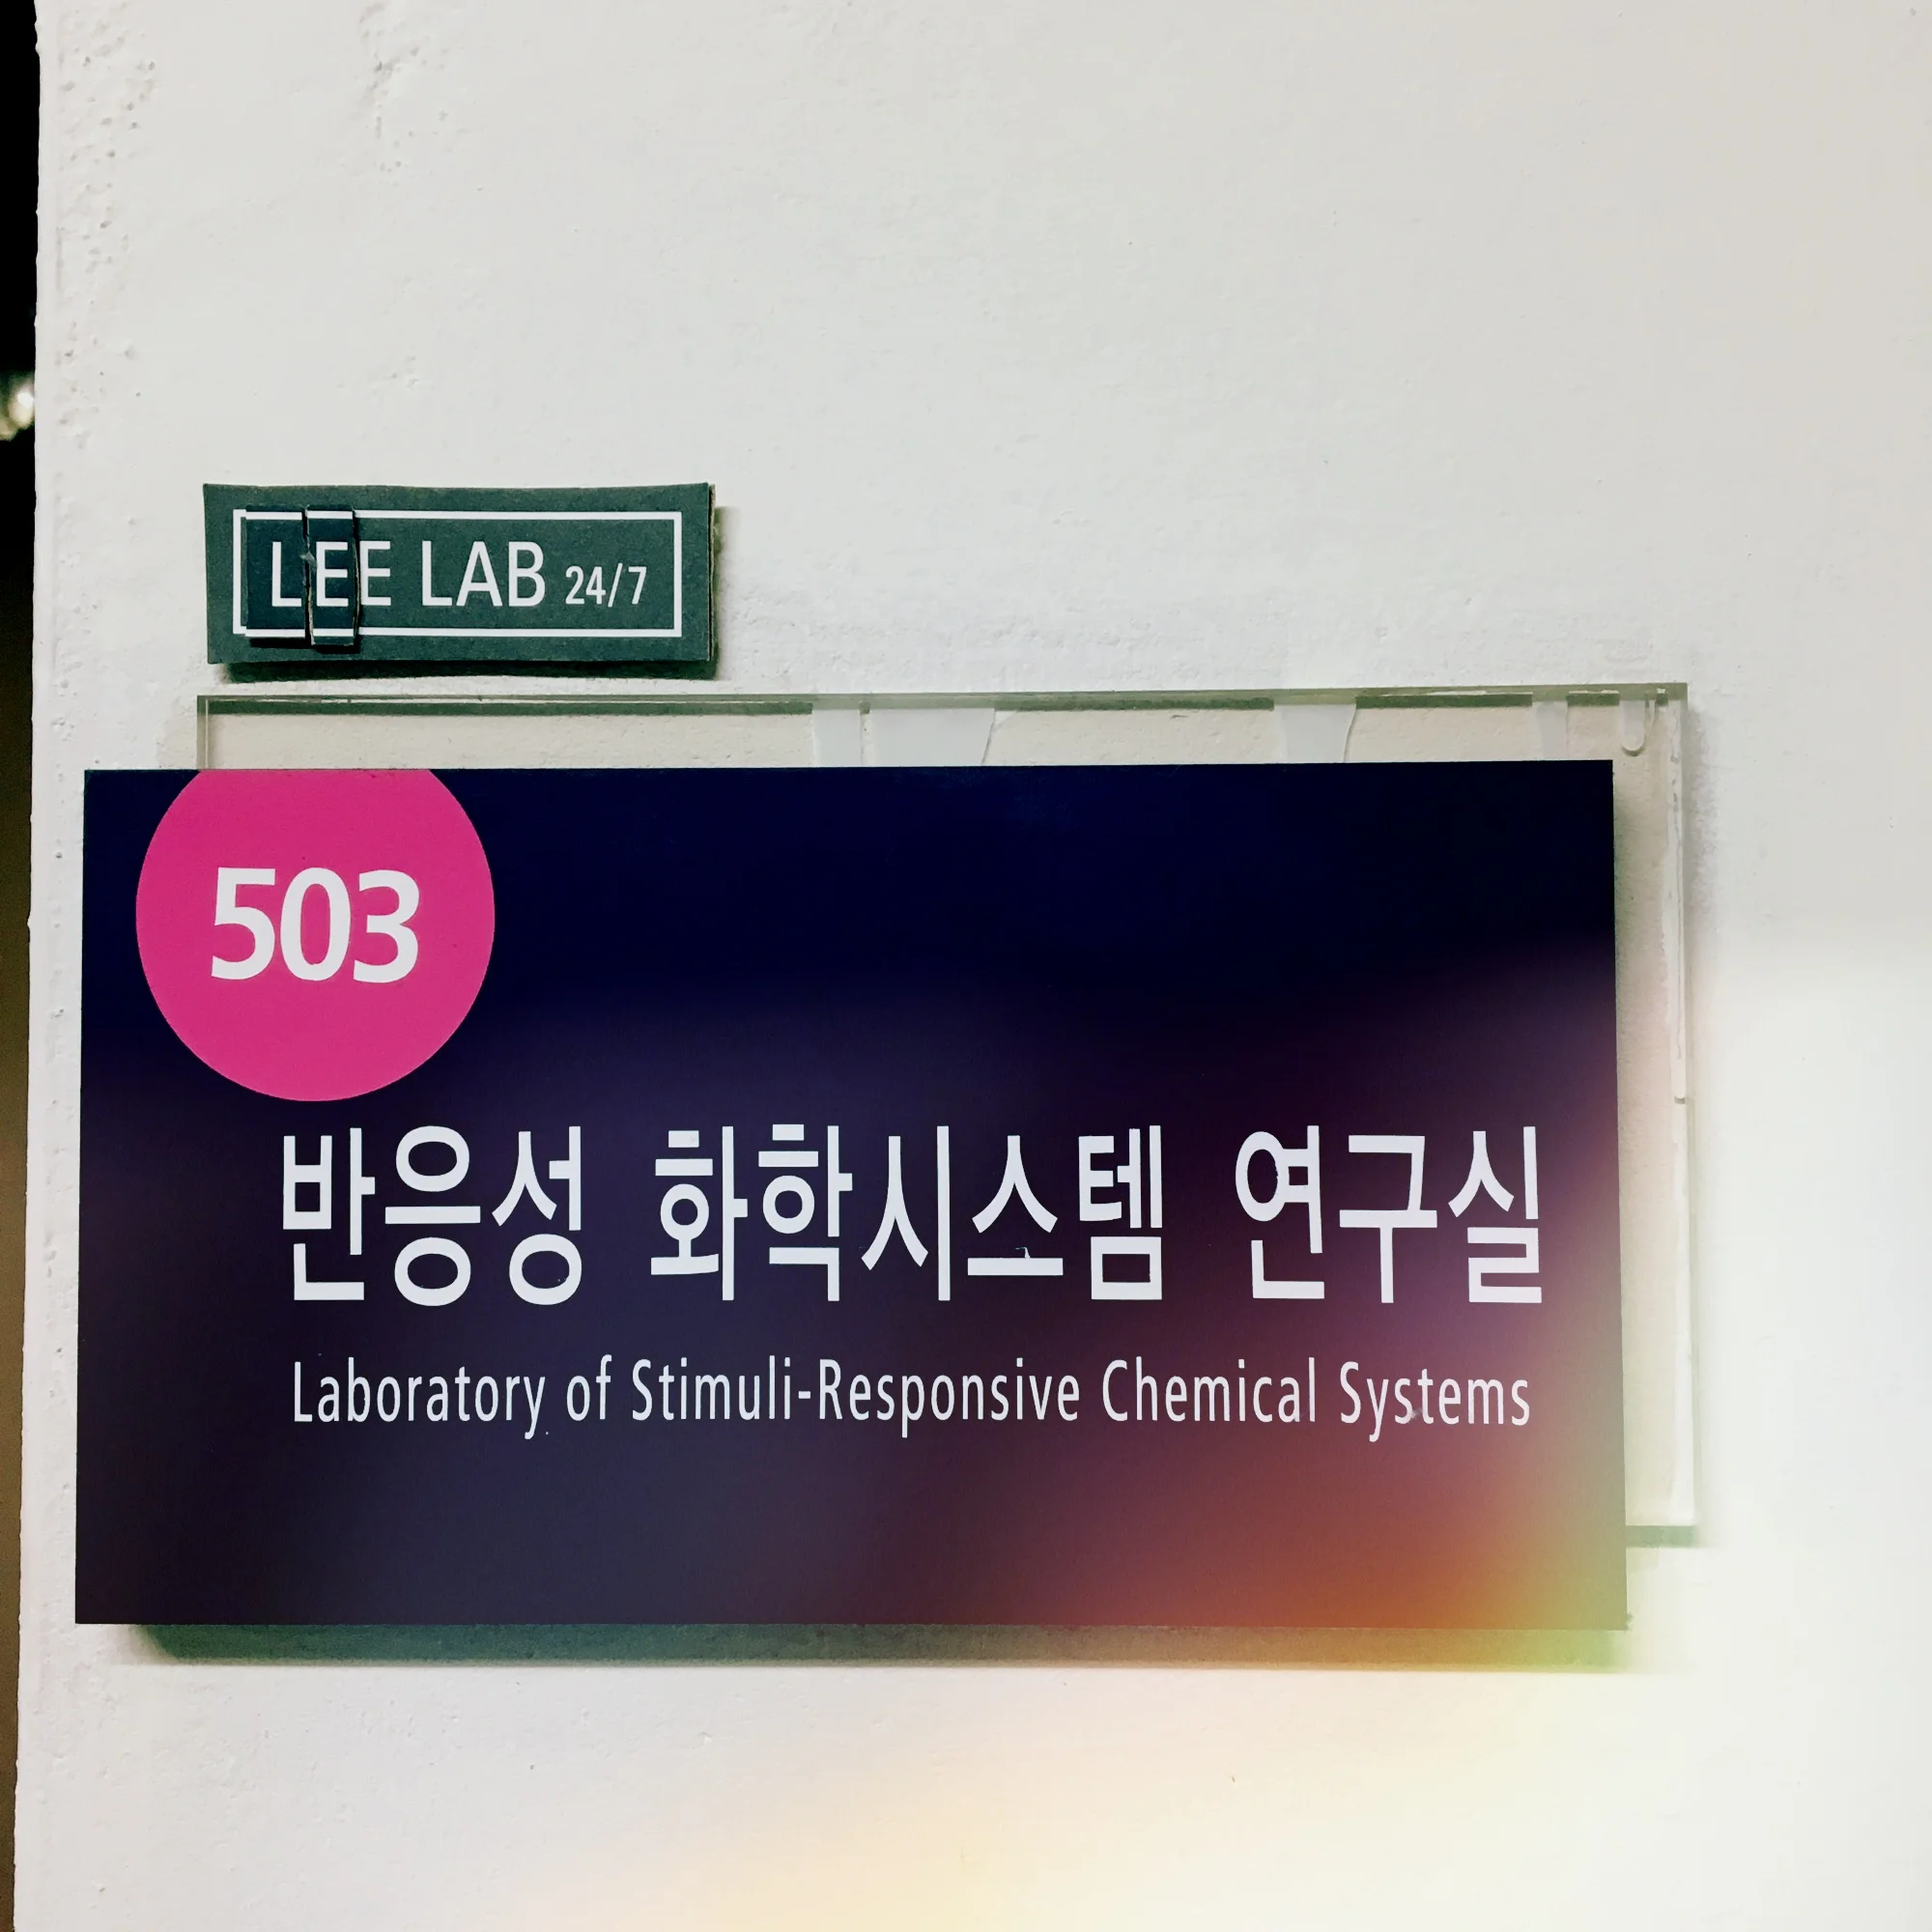 LEE LAB 24/7
503
반응성 화학시스템 연구실
Laboratory of Stimuli-Responsive Chemical Systems